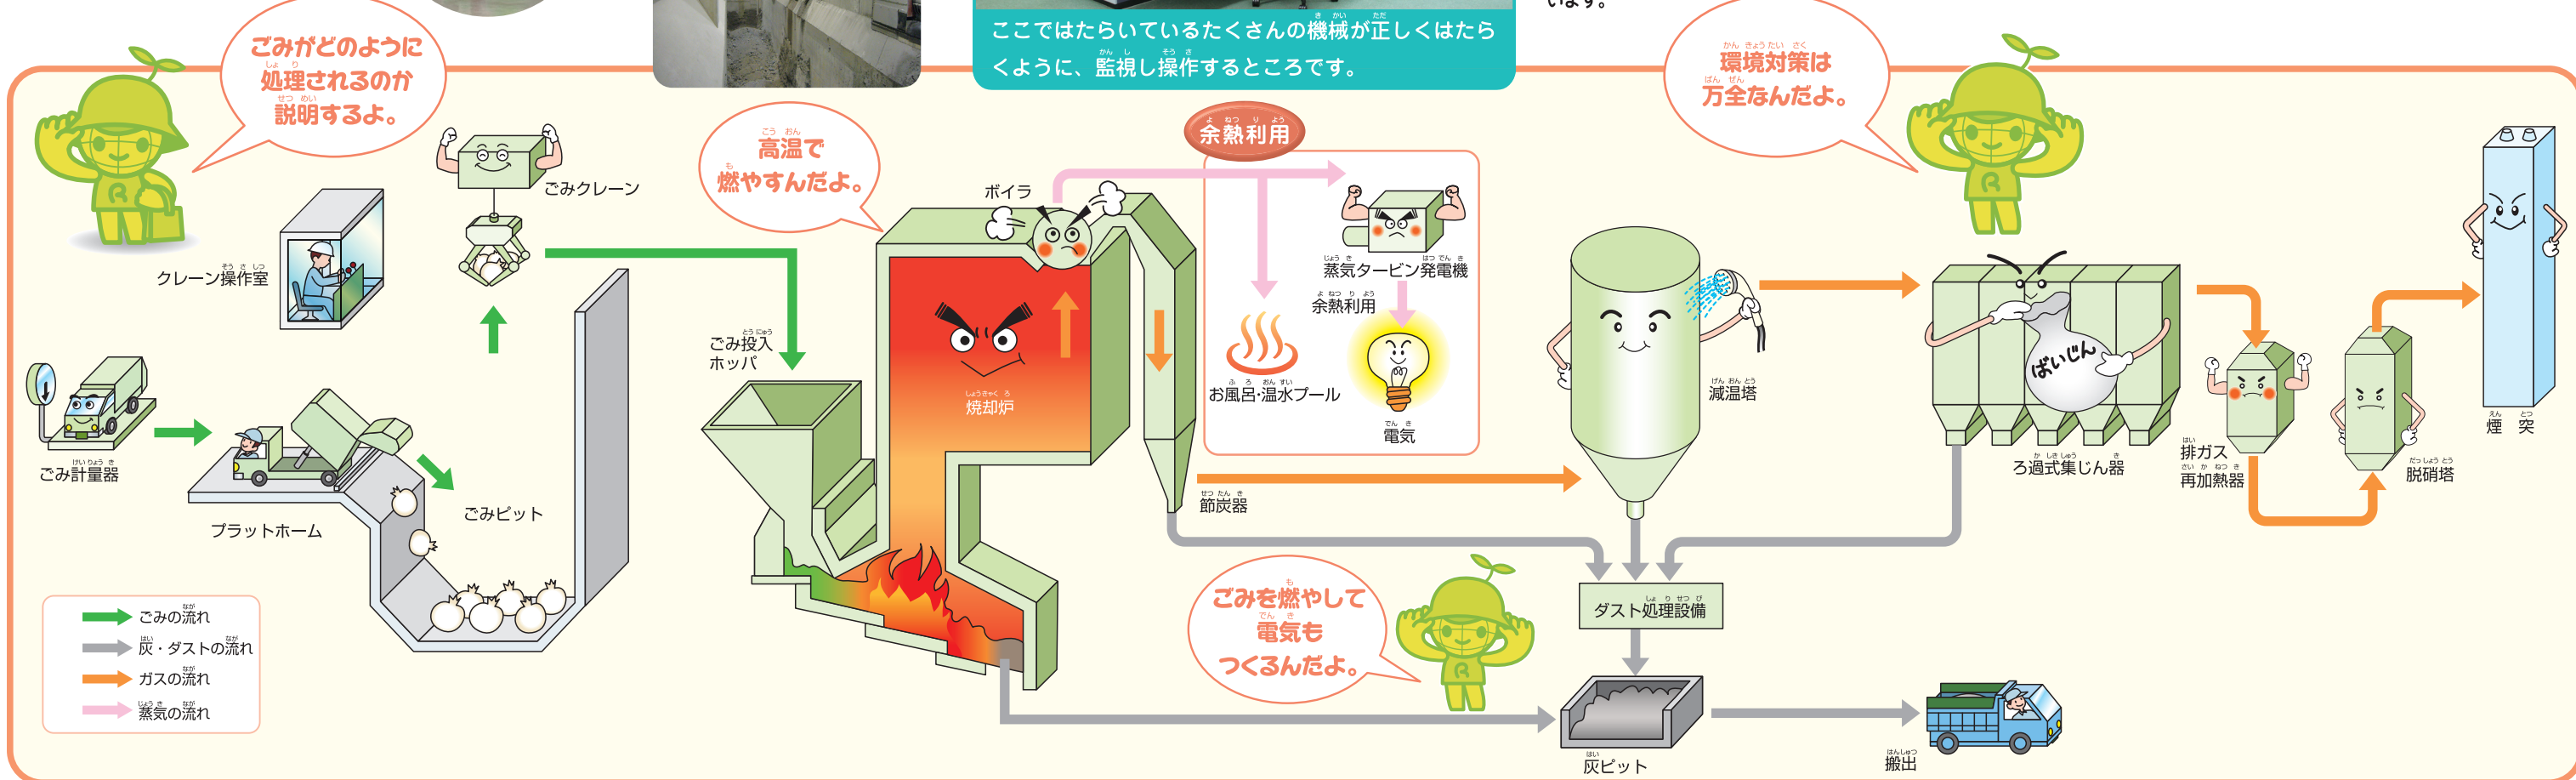 います。
ここではたらいているたくさんの機械が正しくはたら
くように、監視し操作するところです。
ごみがどのように
処理されるのか
説明するよ。
環境対策は
万全なんだよ。
高温で
燃やすんだよ。
余熱利用
ごみクレーン
クレーン操作室
ボイラ
蒸気タービン発電機
余熱利用
お風呂・温水プール
電気
ごみ投入
ホッパ
焼却炉
減温塔
ばいじん
ろ過式集じん器
排ガス
再加熱器
脱硝塔
煙突
ごみ計量器
プラットホーム
ごみピット
節炭器
ごみを燃やして
電気も
つくるんだよ。
ダスト処理設備
灰ピット
搬出
ごみの流れ
灰・ダストの流れ
ガスの流れ
蒸気の流れ